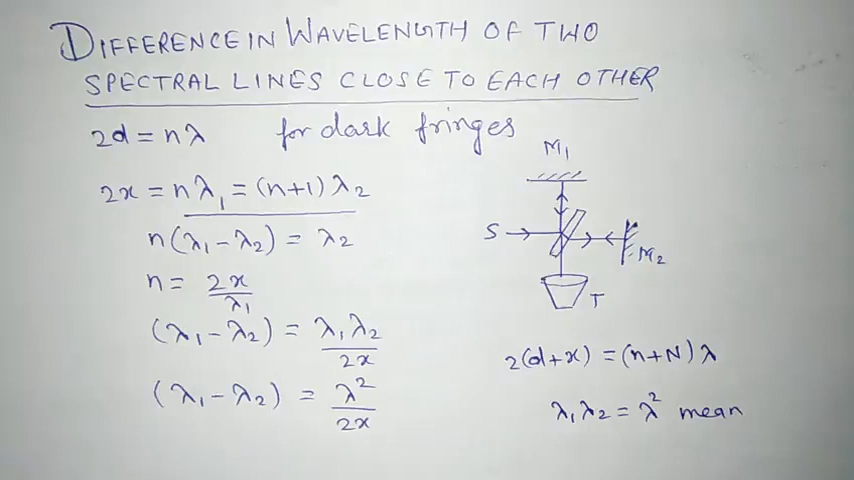 DIFFERENCE IN WAVELENGTH OF TWO
SPECTRAL LINES CLOSE TO EACH OTHER
2d = nλ for dark fringes
2x = nλ₁ = (n+1) λ₂
n(λ₁-λ₂) = λ₂
n = 2x/λ₁
(λ₁-λ₂) = λ₁λ₂/2x
(λ₁-λ₂) = λ²/2x
M₁
S
M₂
T
2(d+x) = (n+N) λ
λ₁λ₂ = λ² mean